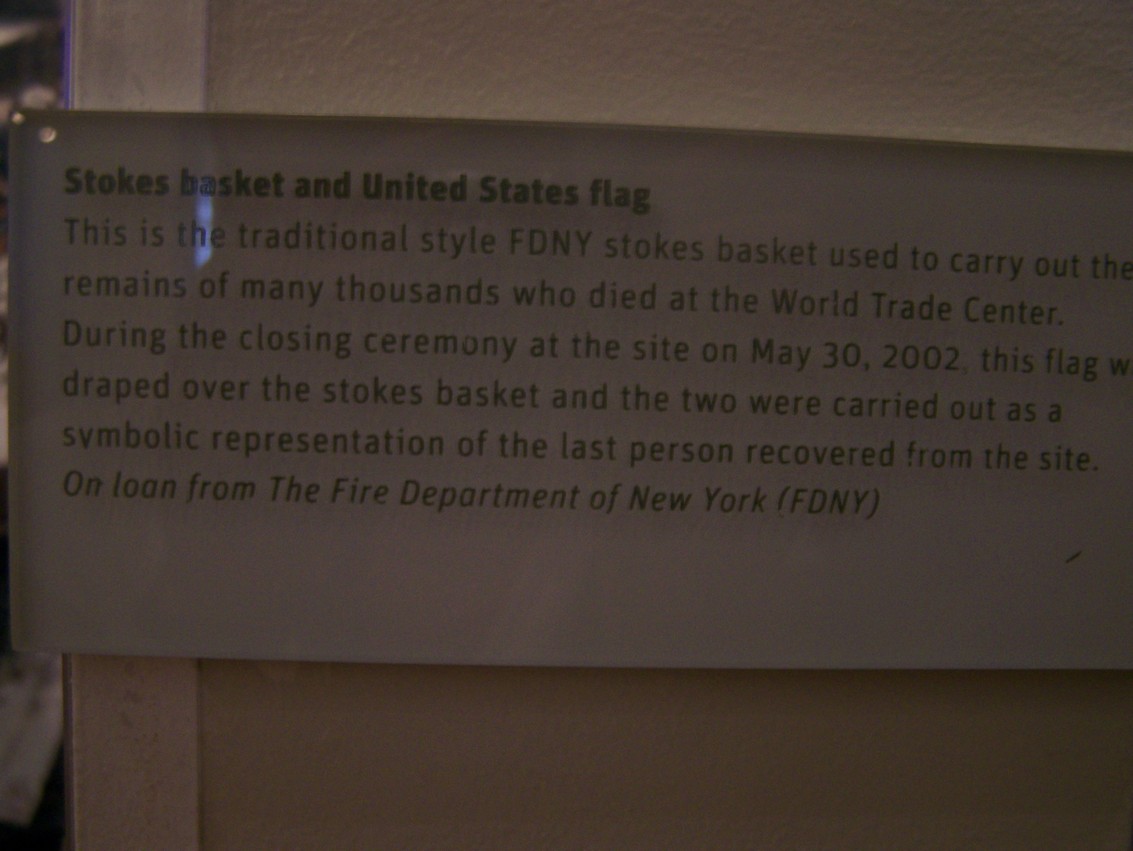 Stokes basket and United States flag
This is the traditional style FDNY stokes basket used to carry out the
remains of many thousands who died at the World Trade Center.
During the closing ceremony at the site on May 30, 2002, this flag w
draped over the stokes basket and the two were carried out as a
symbolic representation of the last person recovered from the site.
On loan from The Fire Department of New York (FDNY)